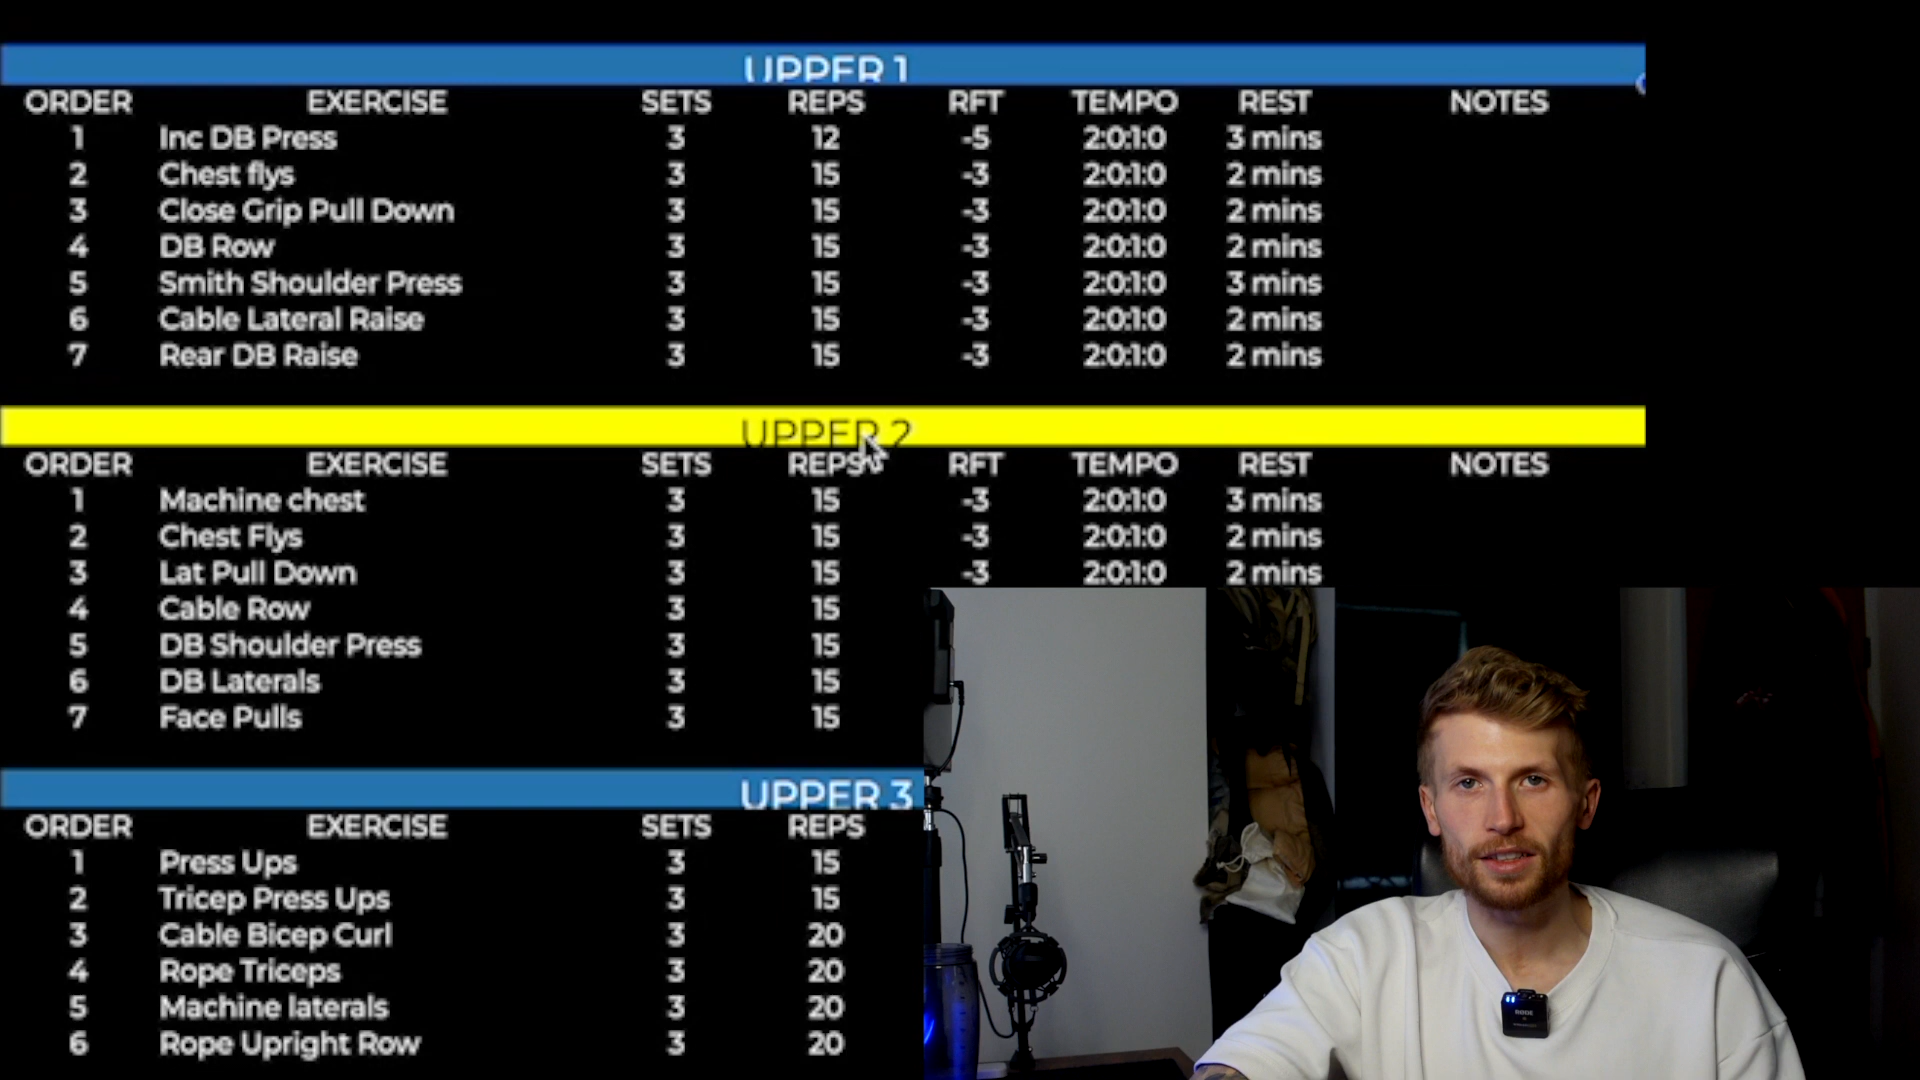 UPPER 1
ORDER EXERCISE SETS REPS RFT TEMPO REST NOTES
1 Inc DB Press 3 12 -5 2:0:1:0 3 mins
2 Chest flys 3 15 -3 2:0:1:0 2 mins
3 Close Grip Pull Down 3 15 -3 2:0:1:0 2 mins
4 DB Row 3 15 -3 2:0:1:0 2 mins
5 Smith Shoulder Press 3 15 -3 2:0:1:0 3 mins
6 Cable Lateral Raise 3 15 -3 2:0:1:0 2 mins
7 Rear DB Raise 3 15 -3 2:0:1:0 2 mins
UPPER 2
ORDER EXERCISE SETS REPS RFT TEMPO REST NOTES
1 Machine chest 3 15 -3 2:0:1:0 3 mins
2 Chest Flys 3 15 -3 2:0:1:0 2 mins
3 Lat Pull Down 3 15 -3 2:0:1:0 2 mins
4 Cable Row 3 15
5 DB Shoulder Press 3 15
6 DB Laterals 3 15
7 Face Pulls 3 15
UPPER 3
ORDER EXERCISE SETS REPS
1 Press Ups 3 15
2 Tricep Press Ups 3 15
3 Cable Bicep Curl 3 20
4 Rope Triceps 3 20
5 Machine laterals 3 20
6 Rope Upright Row 3 20
RODE